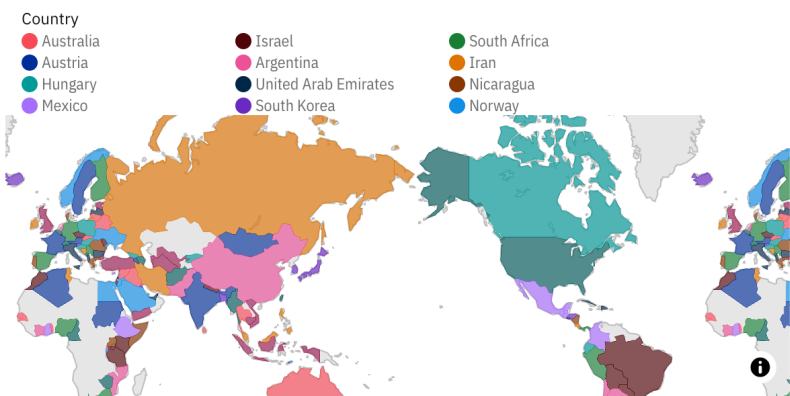 Country
Australia
Israel
South Africa
Austria
Argentina
Iran
Hungary
United Arab Emirates
Nicaragua
Mexico
South Korea
Norway
i